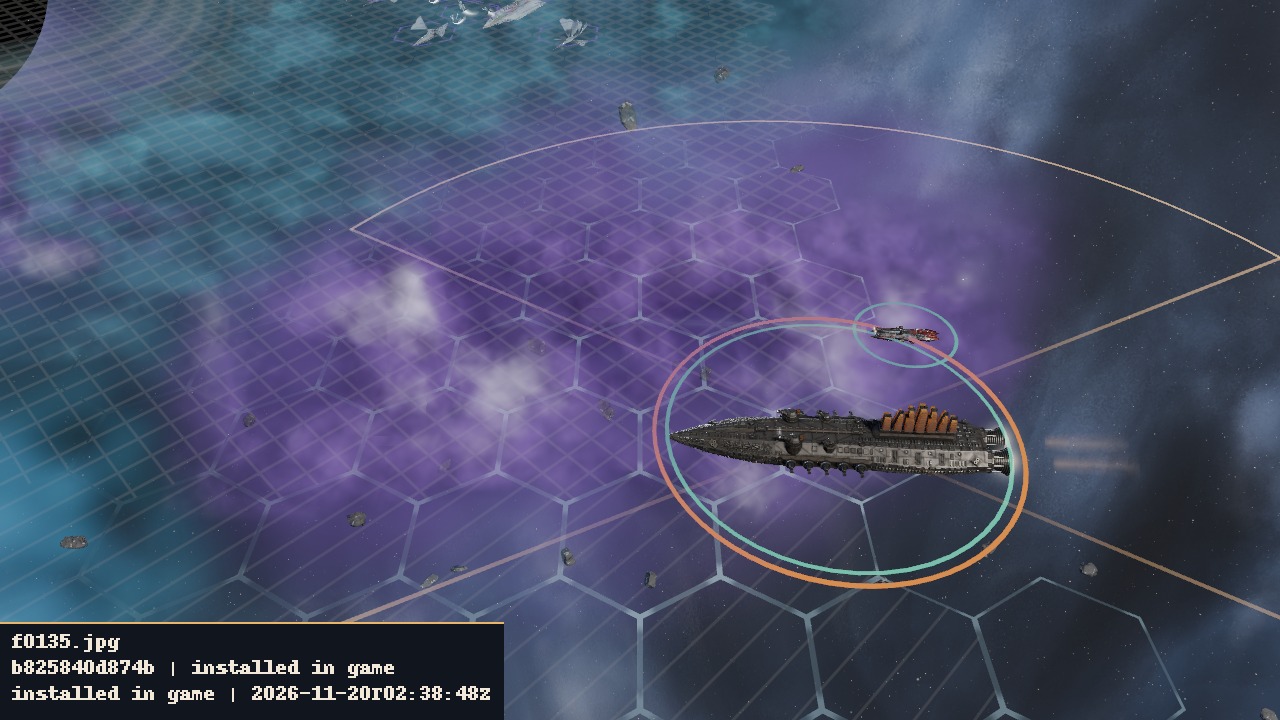 f0135.jpg
b825840d874b | installed in game
installed in game | 2026-11-20T02:38:48Z